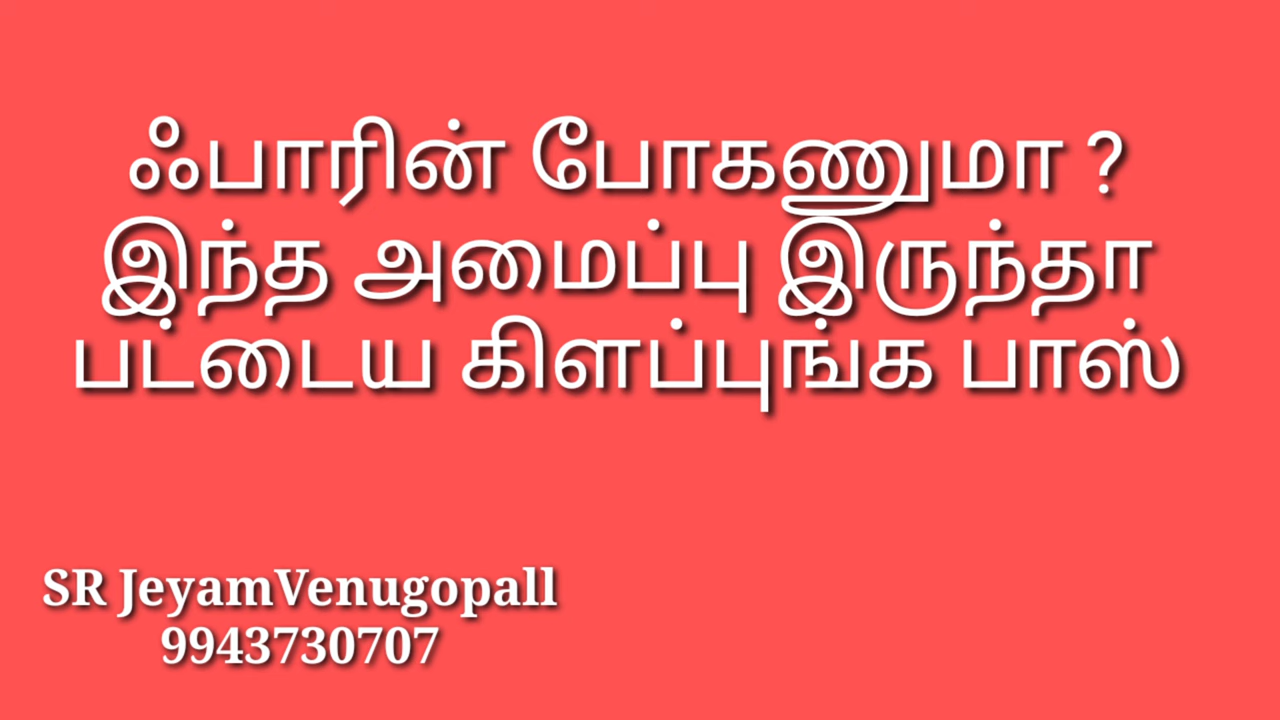 ஃபாரின் போகணுமா ?
இந்த அமைப்பு இருந்தா
பட்டைய கிளப்புங்க பாஸ்
SR JeyamVenugopall
9943730707